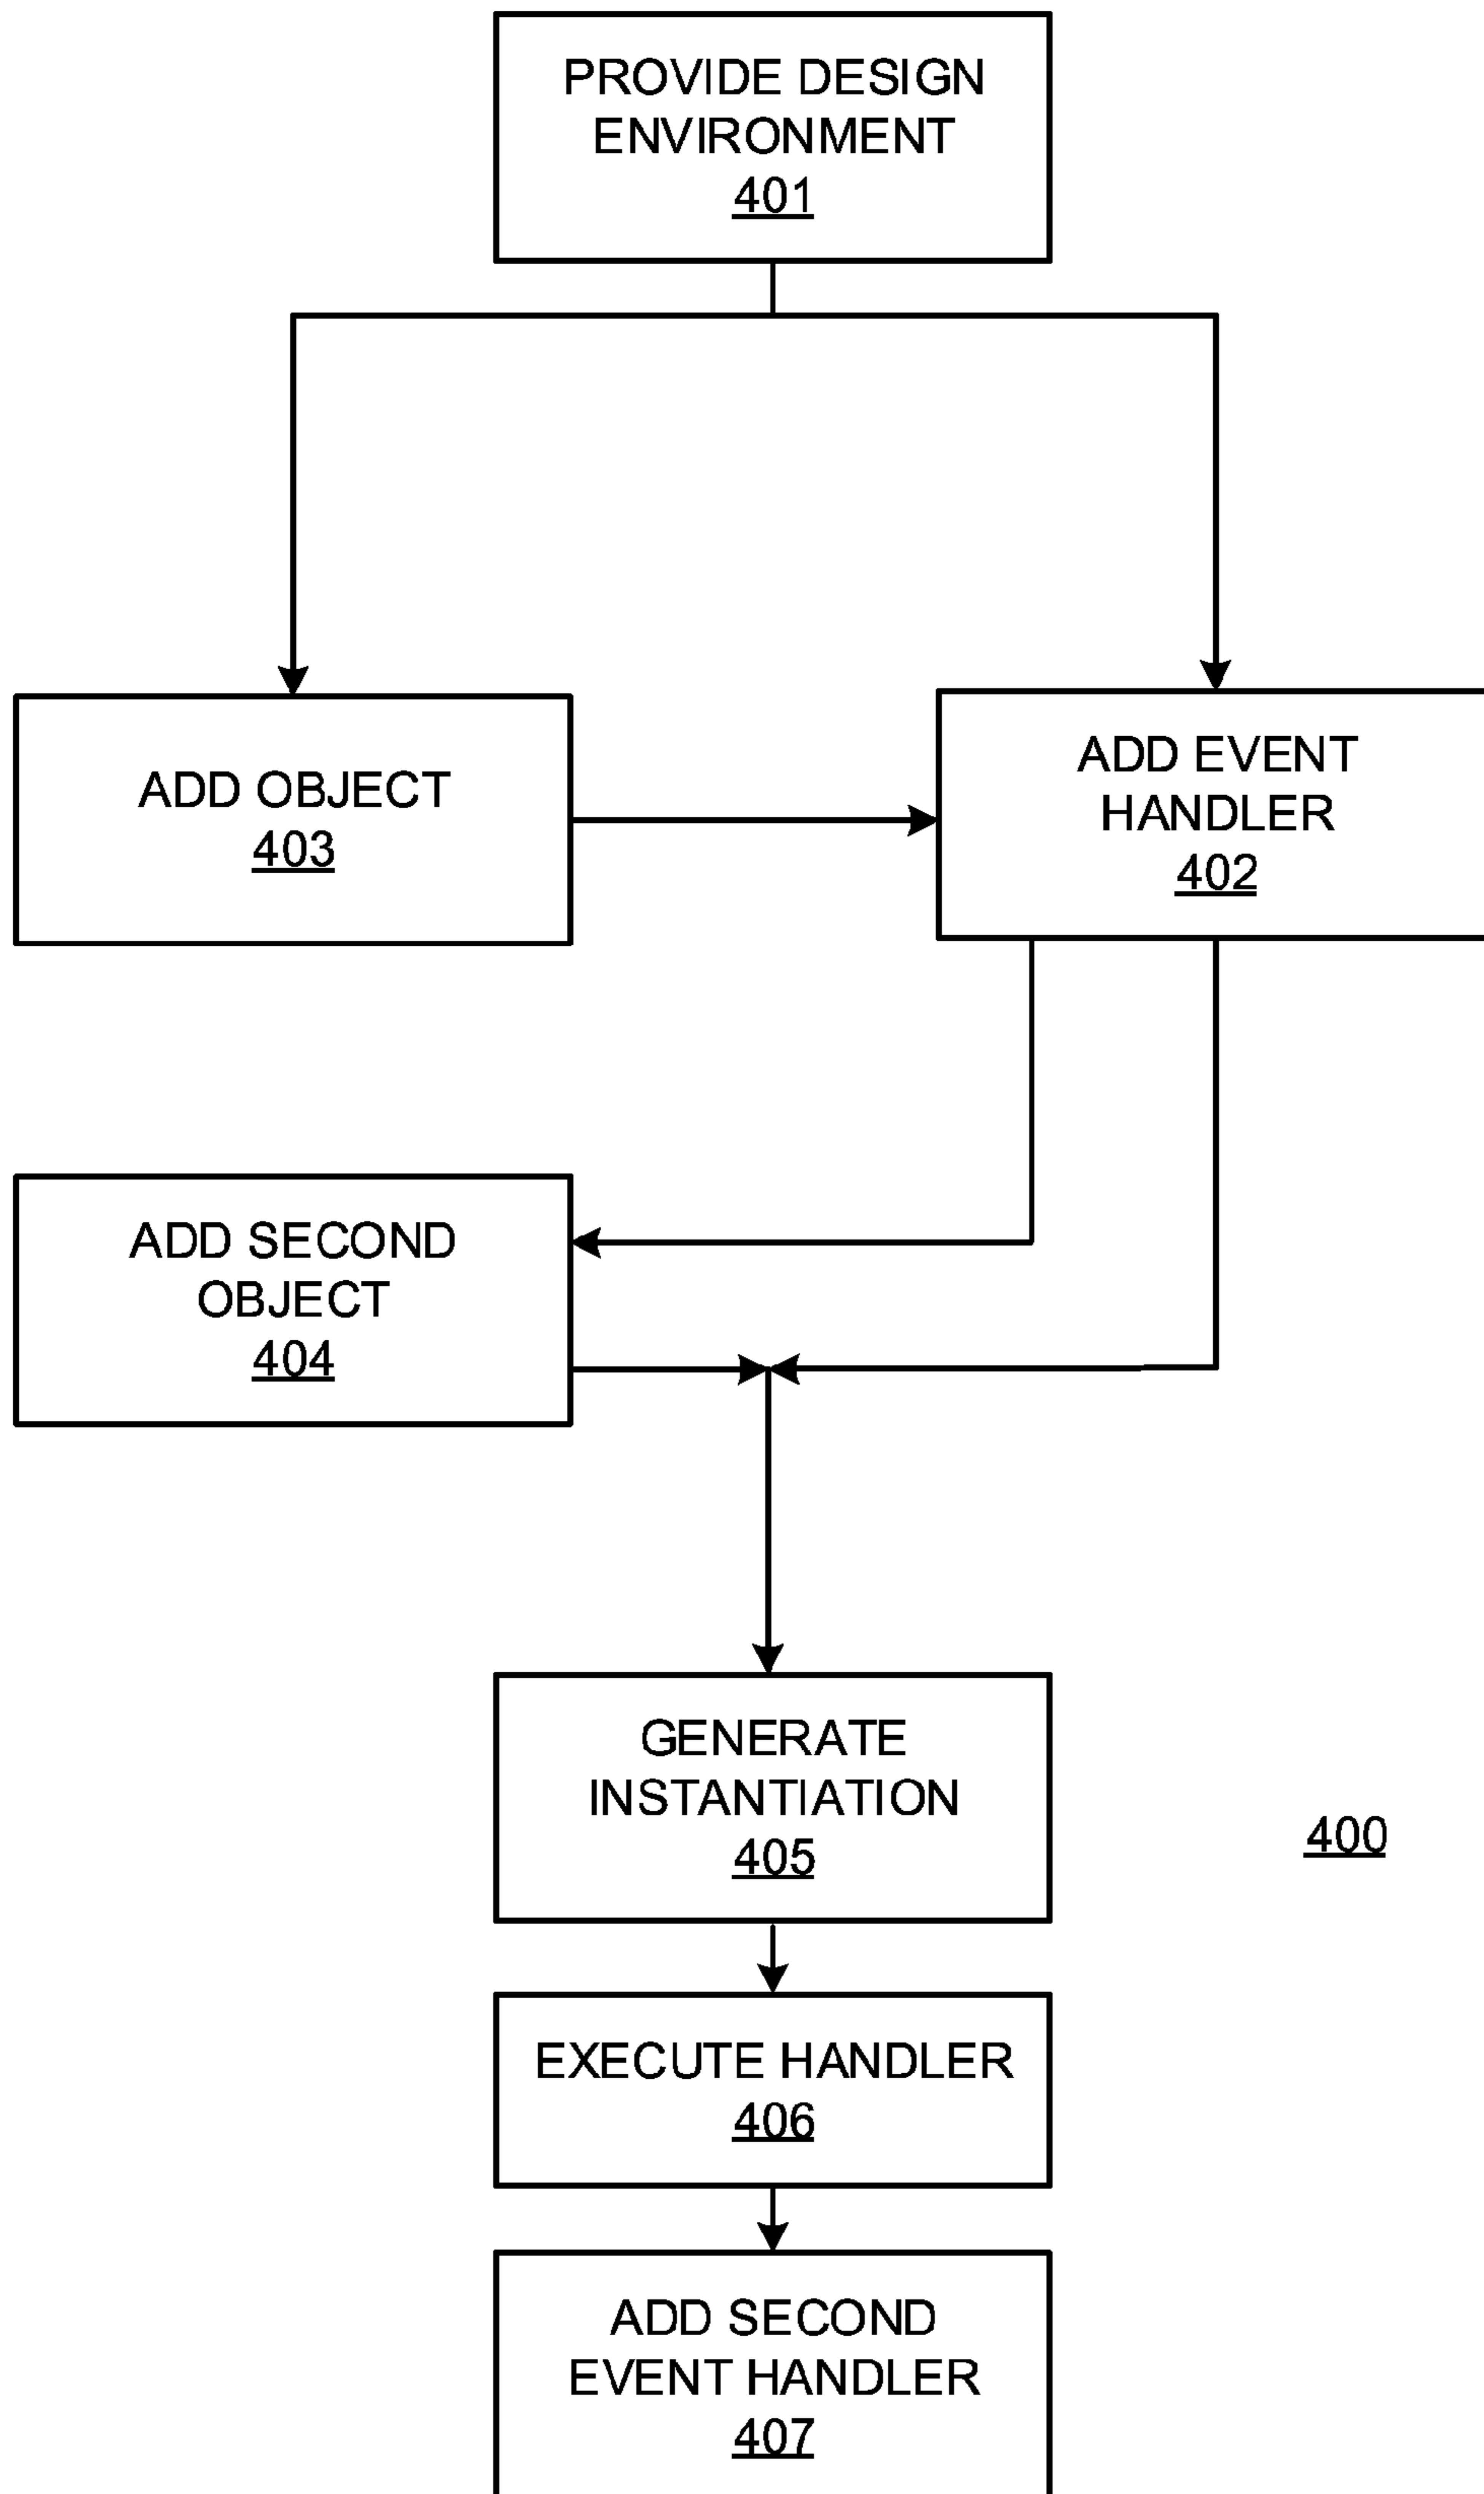 PROVIDE DESIGN
ENVIRONMENT
401
ADD OBJECT
403
ADD EVENT
HANDLER
402
ADD SECOND
OBJECT
404
GENERATE
INSTANTIATION
405
400
EXECUTE HANDLER
406
ADD SECOND
EVENT HANDLER
407